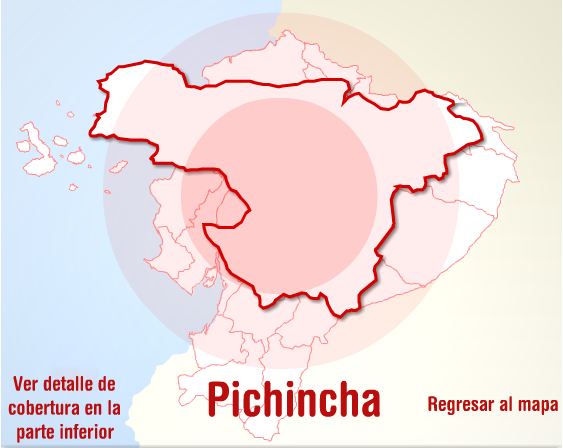 Ver detalle de
cobertura en la
parte inferior
Pichincha
Regresar al mapa